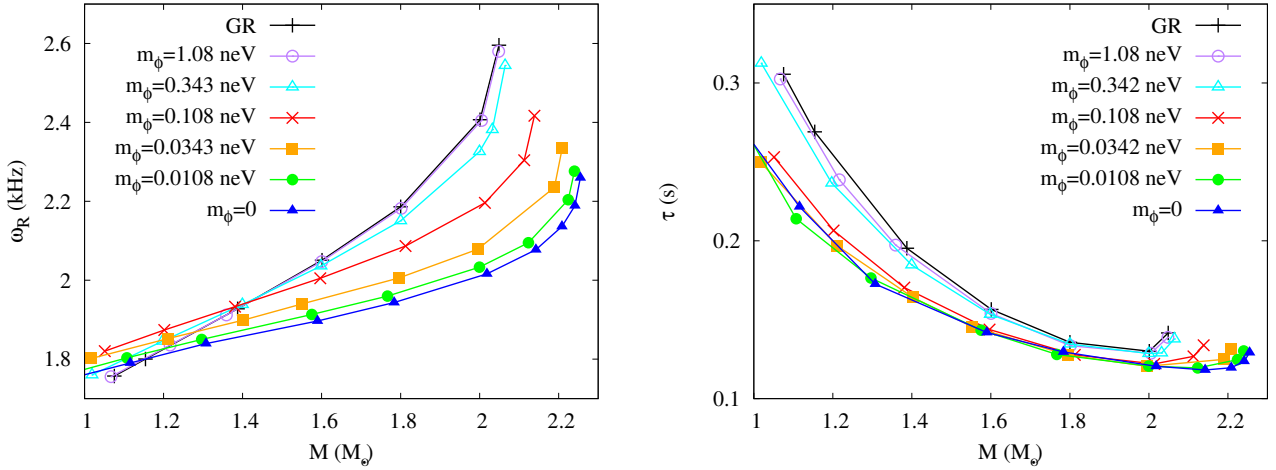 GR
mϕ=1.08 neV
mϕ=0.343 neV
mϕ=0.108 neV
mϕ=0.0343 neV
mϕ=0.0108 neV
mϕ=0
2.6
2.4
2.2
2
1.8
ωR (kHz)
1 1.2 1.4 1.6 1.8 2 2.2
M (M⊙)
GR
mϕ=1.08 neV
mϕ=0.342 neV
mϕ=0.108 neV
mϕ=0.0342 neV
mϕ=0.0108 neV
mϕ=0
0.3
0.2
0.1
τ (s)
1 1.2 1.4 1.6 1.8 2 2.2
M (M⊙)